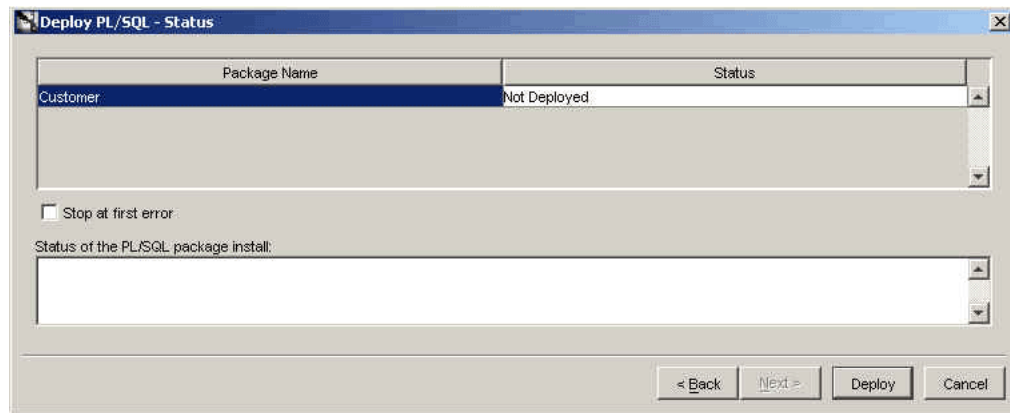 Deploy PL/SQL - Status
Package Name Status
Customer Not Deployed
Stop at first error
Status of the PL/SQL package install:
< Back Next > Deploy Cancel